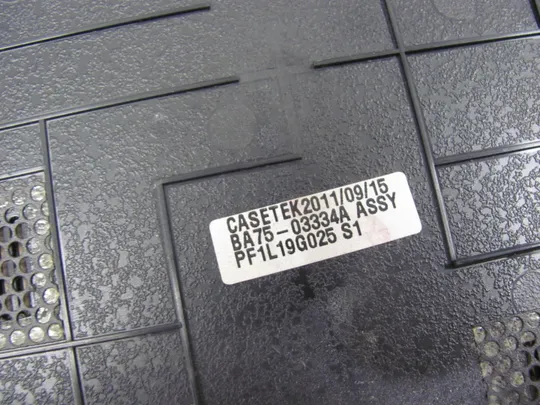 CASETEK2011/09/15
BA75-03334A ASSY
PF1L19G025 S1